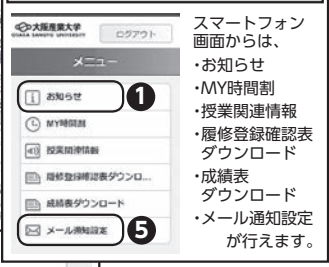 大阪産業大学
OSAKA SANGYO UNIVERSITY
ログアウト
メニュー
お知らせ
1
MY時間割
授業関連情報
履修登録確認表ダウンロ...
成績表ダウンロード
メール通知設定
5
スマートフォン
画面からは、
・お知らせ
・MY時間割
・授業関連情報
・履修登録確認表
ダウンロード
・成績表
ダウンロード
・メール通知設定
が行えます。